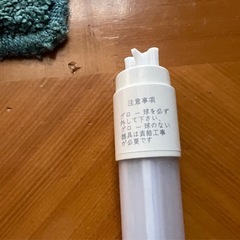 注意事項
グロー球を必ず
外して下さい。
グロー球のない
器具は直結工事
が必要です